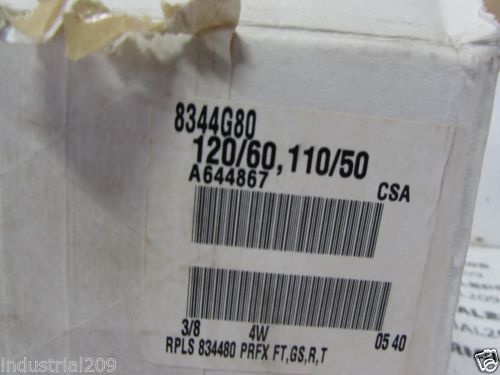 8344G80
120/60, 110/50
A644867
CSA
3/8 4W 05 40
RPLS 834480 PRFX FT,GS,R,T
industrial209